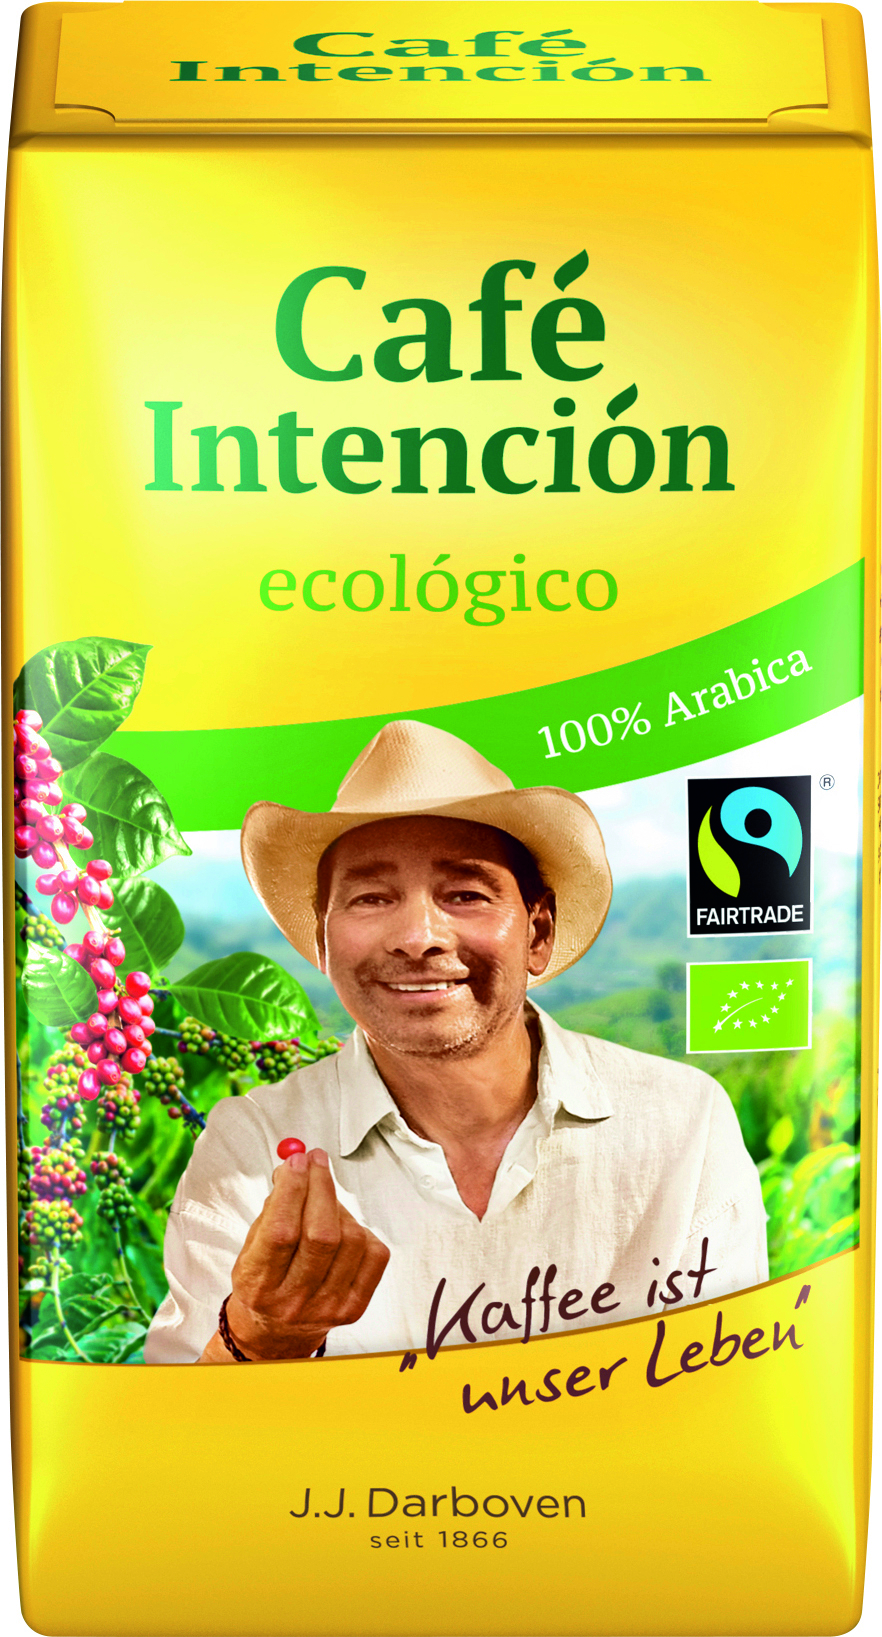 Café
Intención
Café
Intención
ecológico
100% Arabica
®
FAIRTRADE
„Kaffee ist
unser Leben"
J.J. Darboven
seit 1866